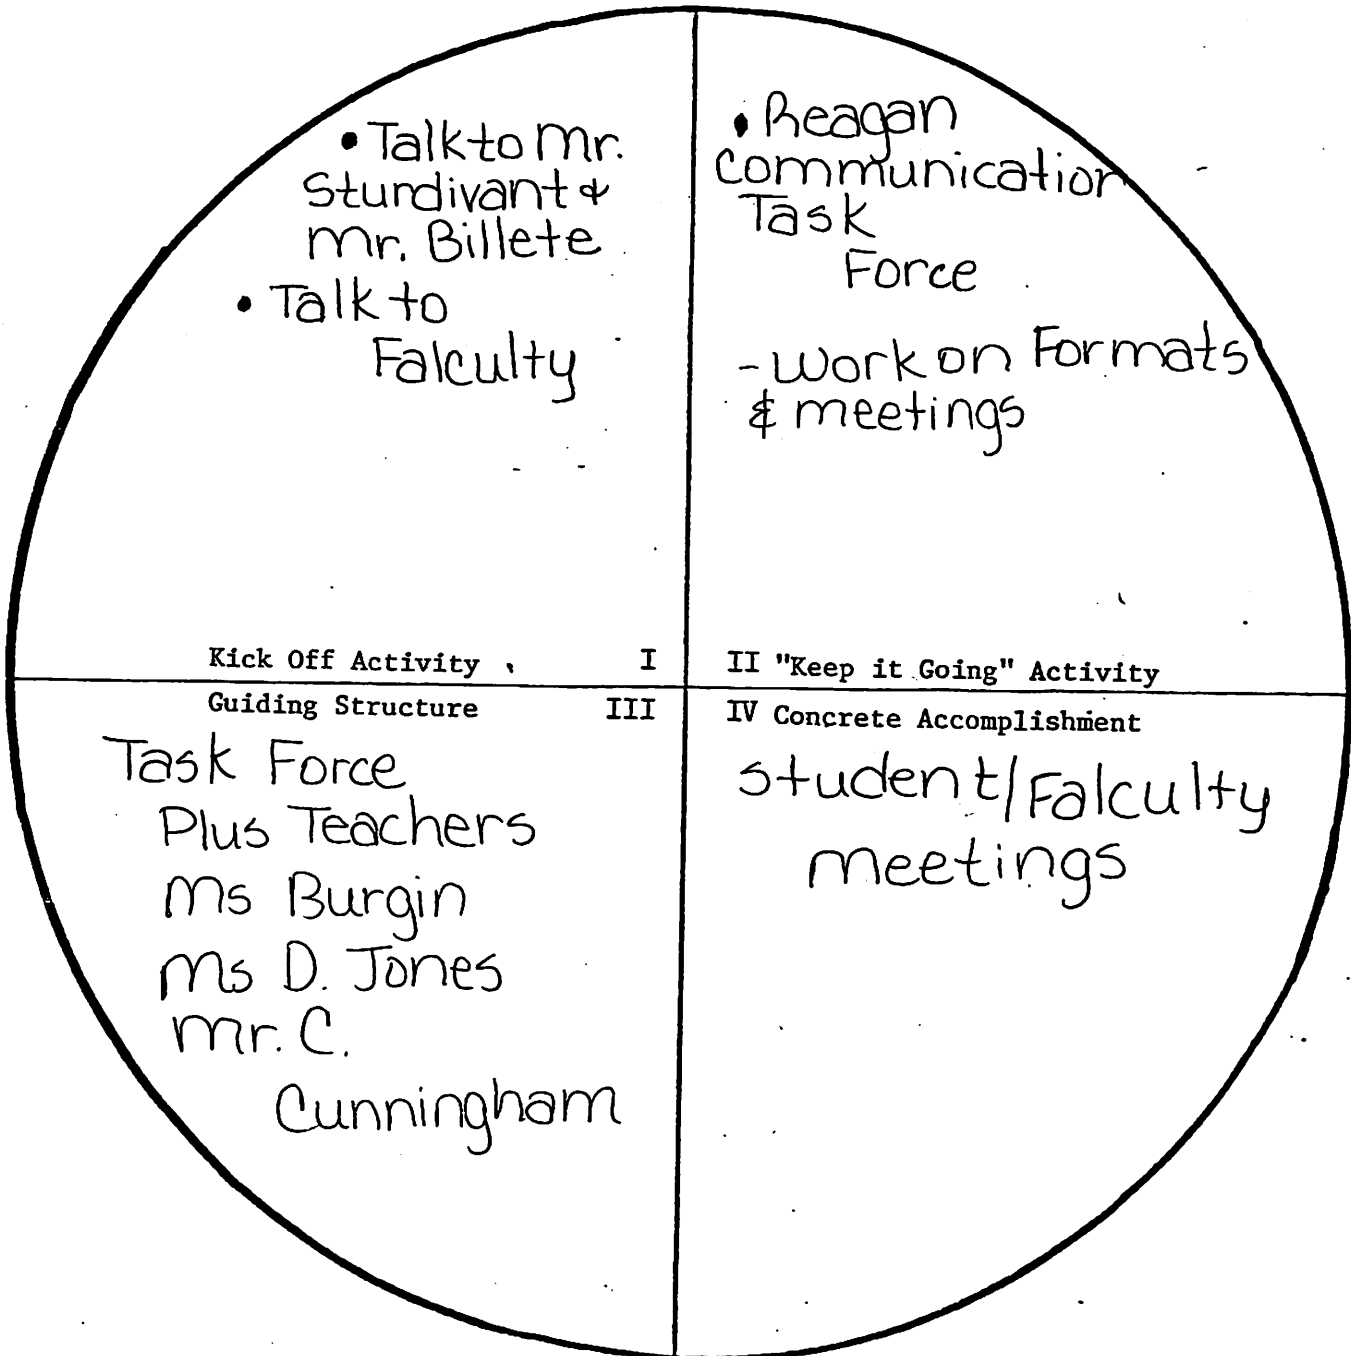 • Talk to Mr.
Sturdivant &
Mr. Billete
• Talk to
Falculty
Kick Off Activity I
• Reagan
Communication
Task
Force
- Work on Formats
& meetings
II "Keep it Going" Activity
Guiding Structure III
Task Force
Plus Teachers
Ms Burgin
Ms D. Jones
Mr. C.
Cunningham
IV Concrete Accomplishment
Student/Falculty
Meetings